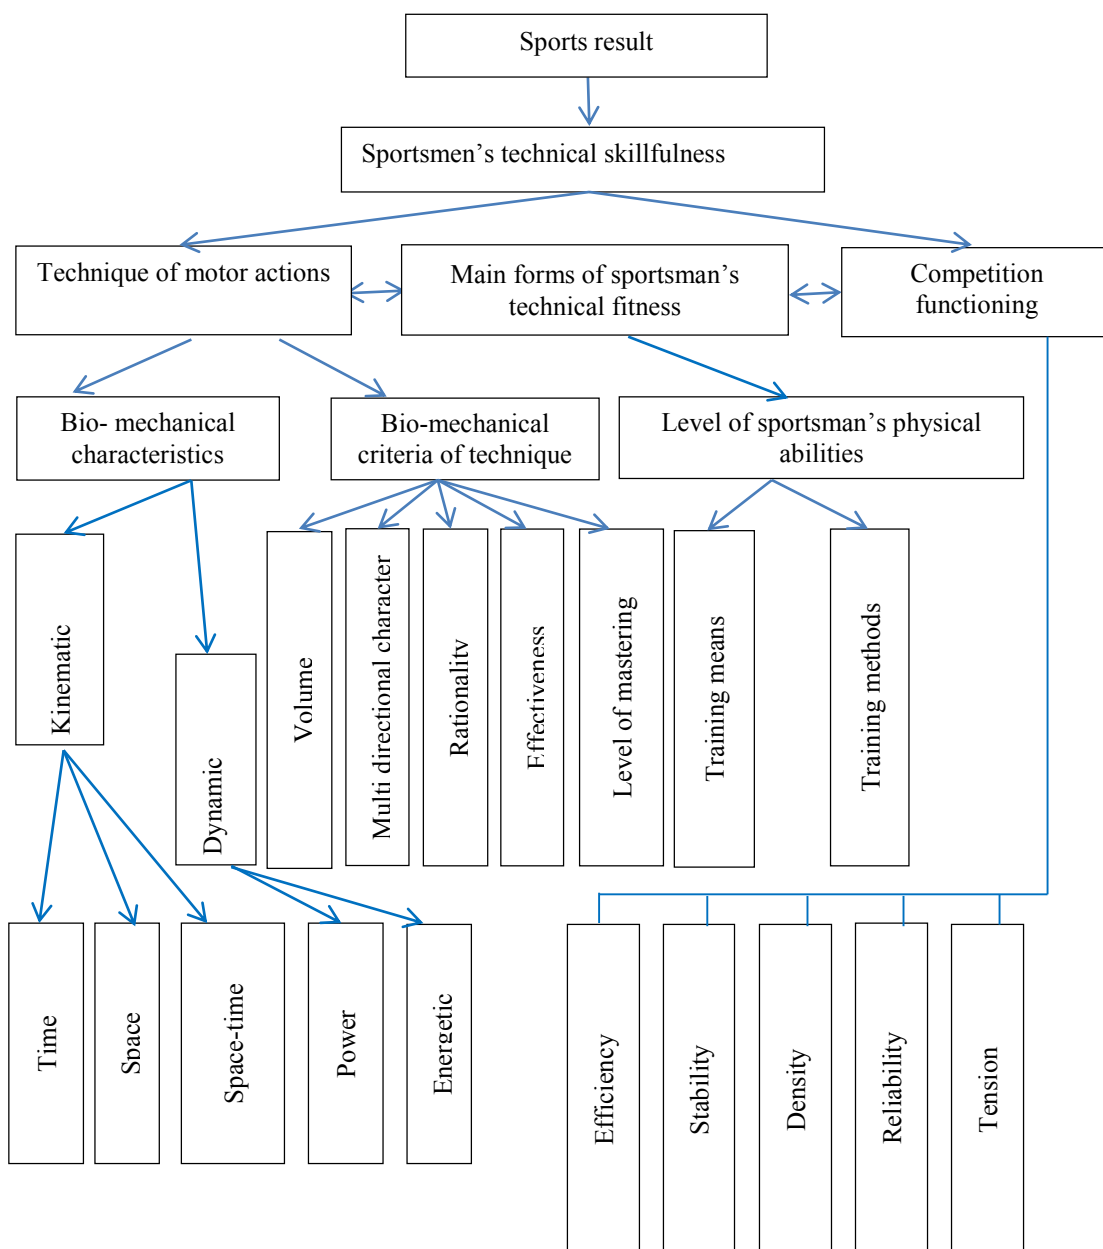 Sports result
Sportsmen’s technical skillfulness
Technique of motor actions
Main forms of sportsman’s
technical fitness
Competition
functioning
Bio- mechanical
characteristics
Bio-mechanical
criteria of technique
Level of sportsman’s physical
abilities
Kinematic
Dynamic
Volume
Multi directional character
Rationality
Effectiveness
Level of mastering
Training means
Training methods
Time
Space
Space-time
Power
Energetic
Efficiency
Stability
Density
Reliability
Tension